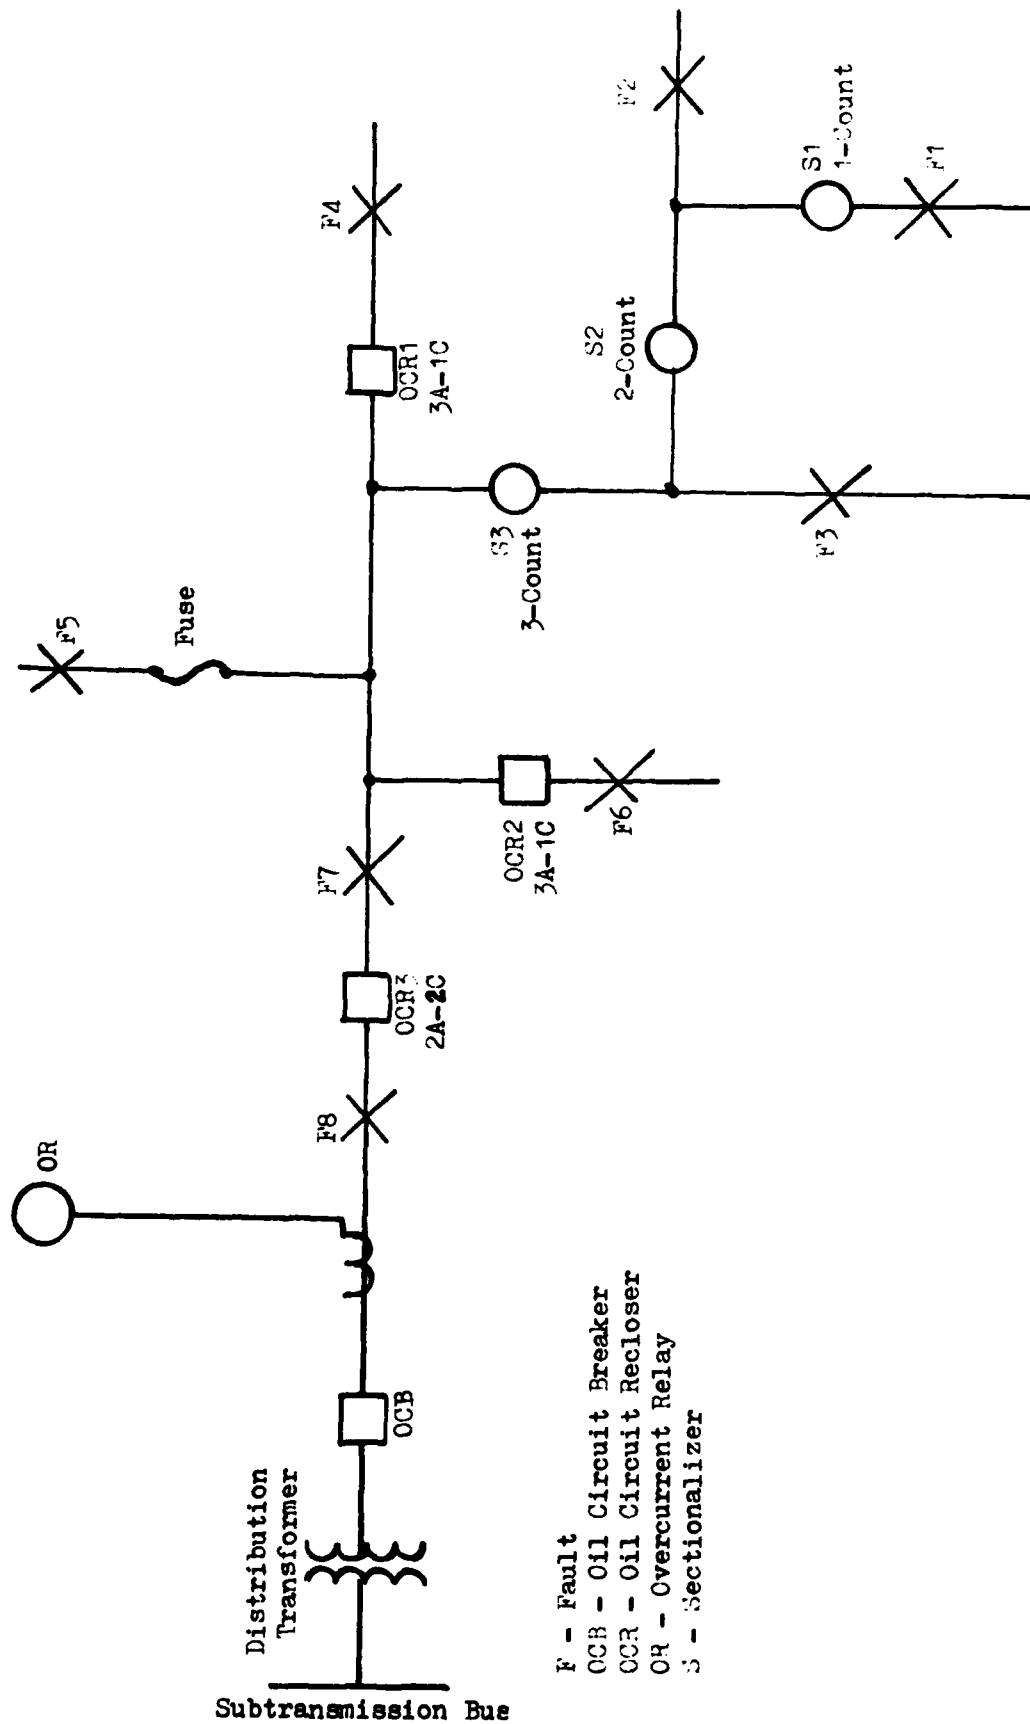 OR
F5
Fuse
F4
F2
F8
F7
OCR3
2A-2C
OCR1
3A-1C
OCR2
3A-1C
F6
S3
3-Count
S2
2-Count
S1
1-Count
F3
F1
Distribution
Transformer
OCB
Subtransmission Bus
F - Fault
OCB - Oil Circuit Breaker
OCR - Oil Circuit Recloser
OR - Overcurrent Relay
S - Sectionalizer